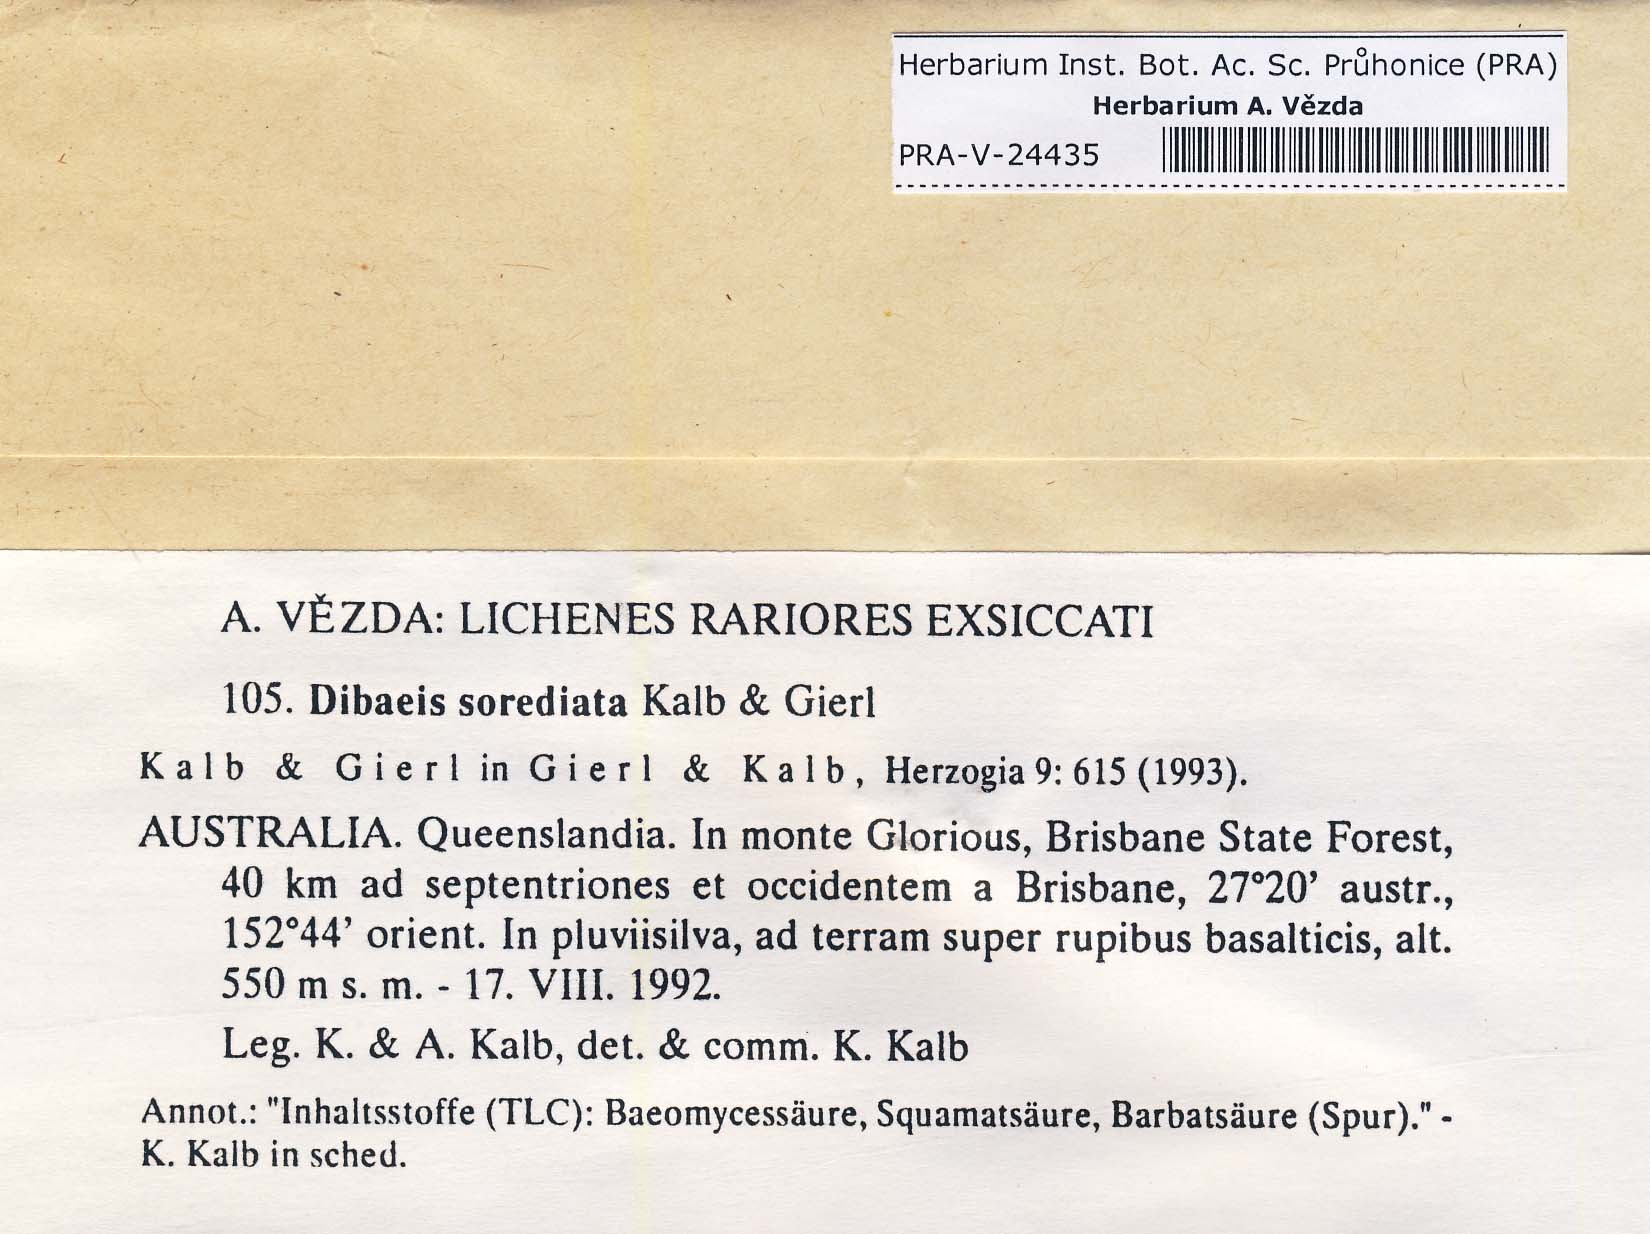 Herbarium Inst. Bot. Ac. Sc. Průhonice (PRA)
Herbarium A. Vězda
PRA-V-24435
A. VĚZDA: LICHENES RARIORES EXSICCATI
105. Dibaeis sorediata Kalb & Gierl
Kalb & Gierl in Gierl & Kalb, Herzogia 9: 615 (1993).
AUSTRALIA. Queenslandia. In monte Glorious, Brisbane State Forest,
40 km ad septentriones et occidentem a Brisbane, 27°20' austr.,
152°44' orient. In pluviisilva, ad terram super rupibus basalticis, alt.
550 m s. m. - 17. VIII. 1992.
Leg. K. & A. Kalb, det. & comm. K. Kalb
Annot.: "Inhaltsstoffe (TLC): Baeomycessäure, Squamatsäure, Barbatsäure (Spur)." -
K. Kalb in sched.